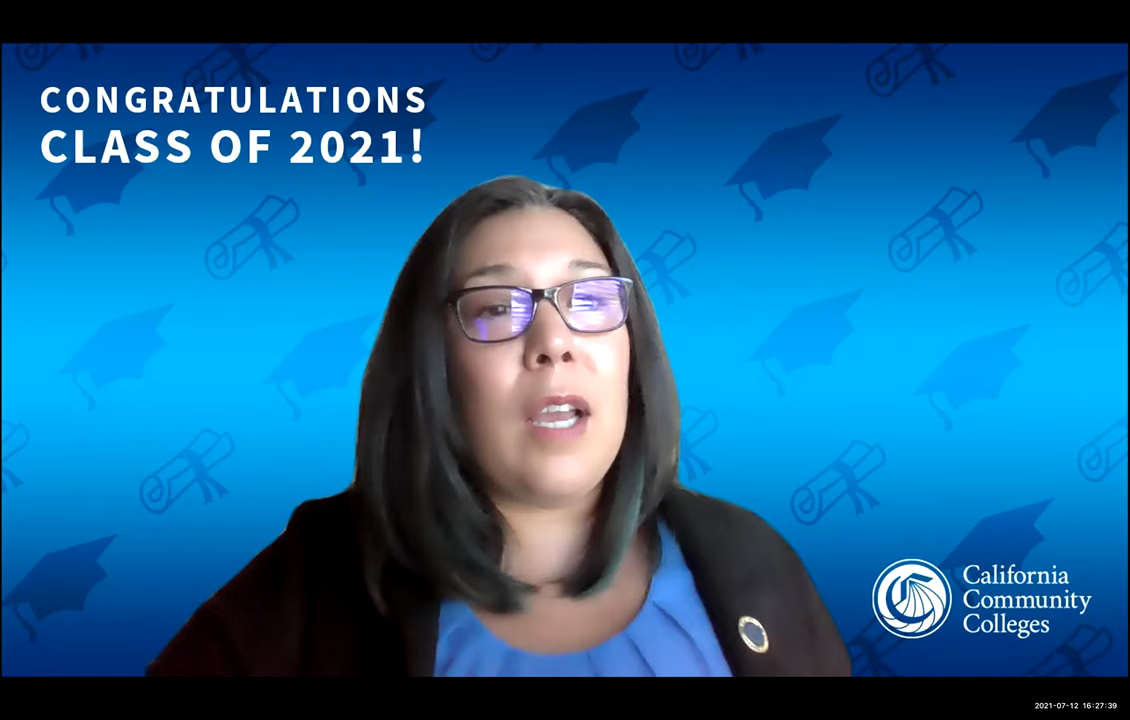 CONGRATULATIONS
CLASS OF 2021!
California
Community
Colleges
2021-07-12 16:27:39